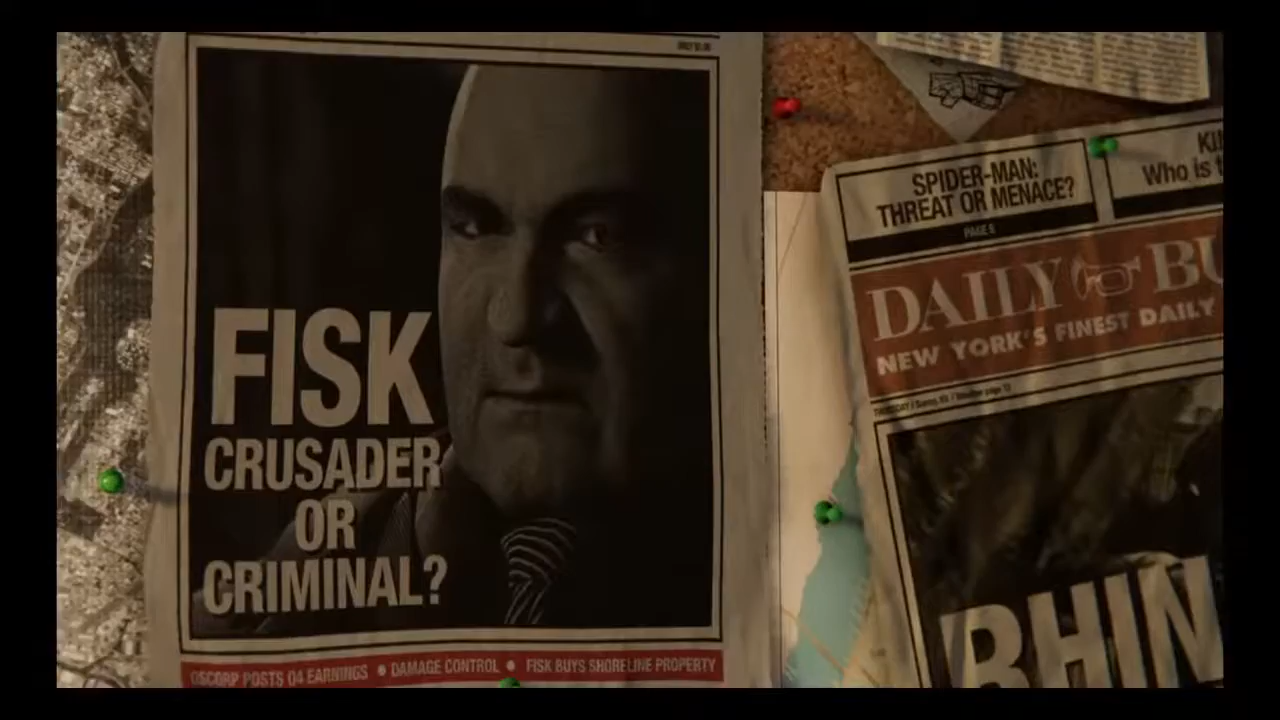 FISK
CRUSADER
OR
CRIMINAL?
OSCORP POSTS Q4 EARNINGS • DAMAGE CONTROL • FISK BUYS SHORELINE PROPERTY
SPIDER-MAN:
THREAT OR MENACE?
PAGE 5
Who is
DAILY BU
NEW YORK'S FINEST DAILY
RHIN